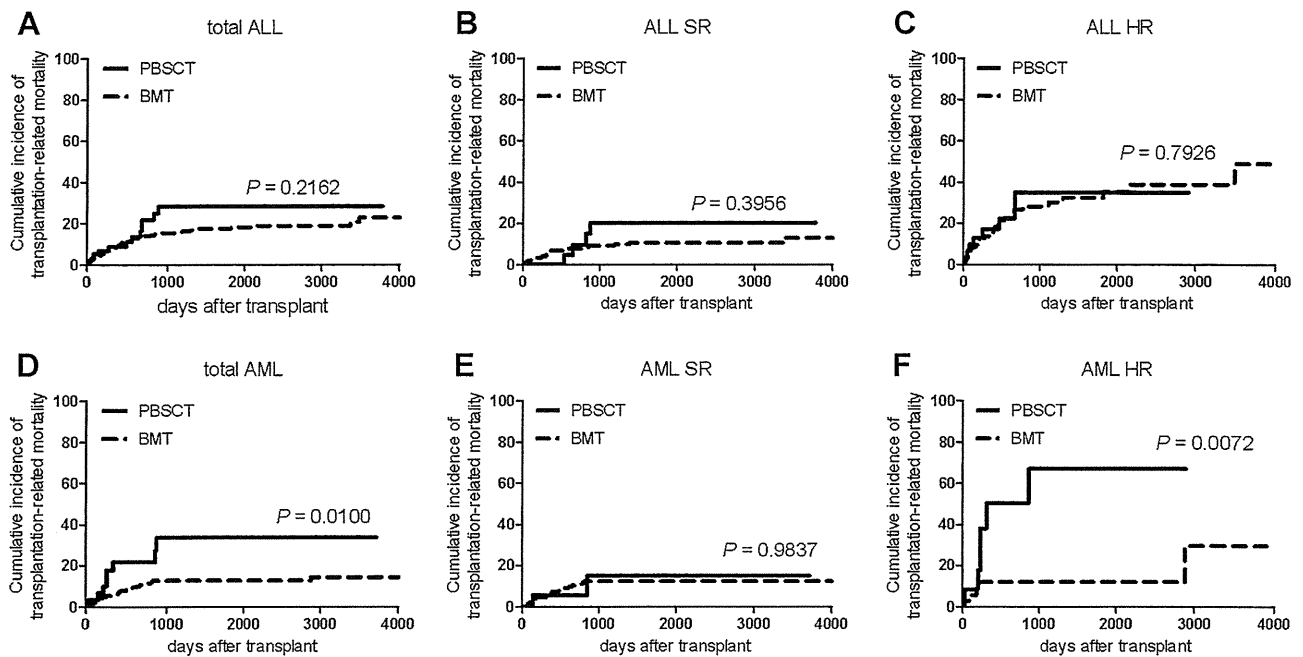 A
total ALL
Cumulative incidence of
transplantation-related mortality
100
80
60
40
20
0
PBSCT
BMT
P = 0.2162
0 1000 2000 3000 4000
days after transplant
B
ALL SR
Cumulative incidence of
transplantation-related mortality
100
80
60
40
20
0
PBSCT
BMT
P = 0.3956
0 1000 2000 3000 4000
days after transplant
C
ALL HR
Cumulative incidence of
transplantation-related mortality
100
80
60
40
20
0
PBSCT
BMT
P = 0.7926
0 1000 2000 3000 4000
days after transplant
D
total AML
Cumulative incidence of
transplantation-related mortality
100
80
60
40
20
0
PBSCT
BMT
P = 0.0100
0 1000 2000 3000 4000
days after transplant
E
AML SR
Cumulative incidence of
transplantation-related mortality
100
80
60
40
20
0
PBSCT
BMT
P = 0.9837
0 1000 2000 3000 4000
days after transplant
F
AML HR
Cumulative incidence of
transplantation-related mortality
100
80
60
40
20
0
PBSCT
BMT
P = 0.0072
0 1000 2000 3000 4000
days after transplant